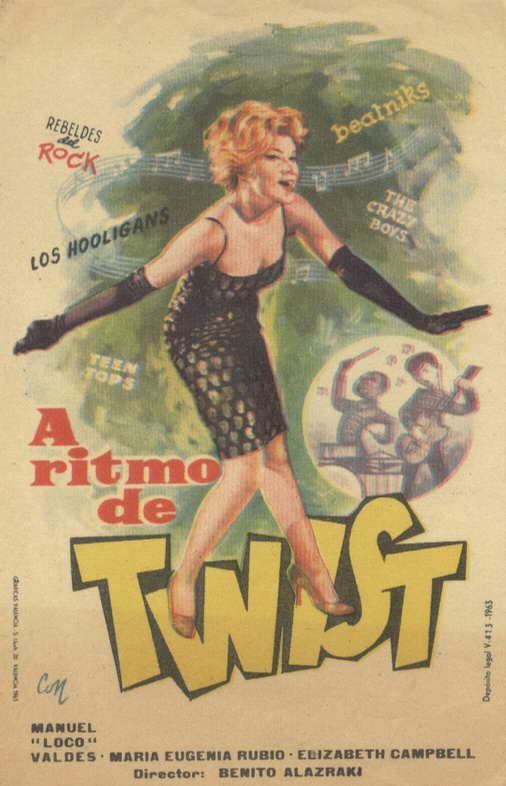 REBELDES
del
ROCK
beatniks
THE
CRAZY
BOYS
LOS HOOLIGANS
TEEN
TOPS
A
ritmo
de
TWIST
Depósito legal V. 413 - 1963
MANUEL
"LOCO"
VALDES · MARIA EUGENIA RUBIO · ELIZABETH CAMPBELL
Director: BENITO ALAZRAKI